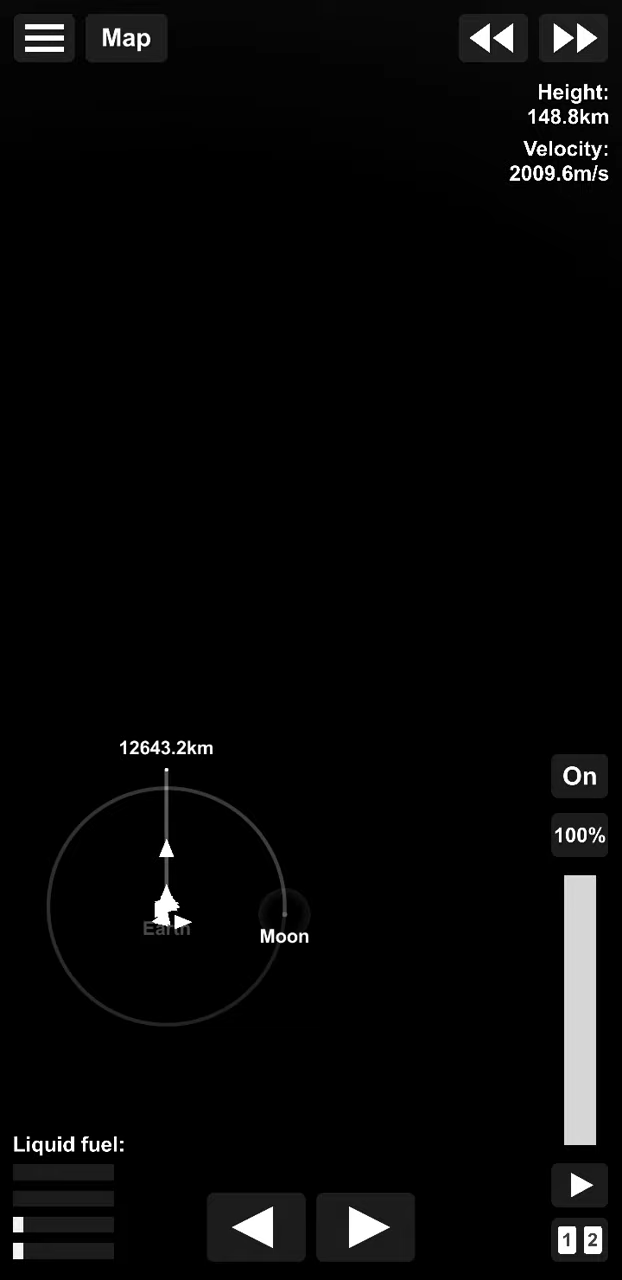 Map
Height:
148.8km
Velocity:
2009.6m/s
12643.2km
On
100%
Earth
Moon
Liquid fuel:
1 2